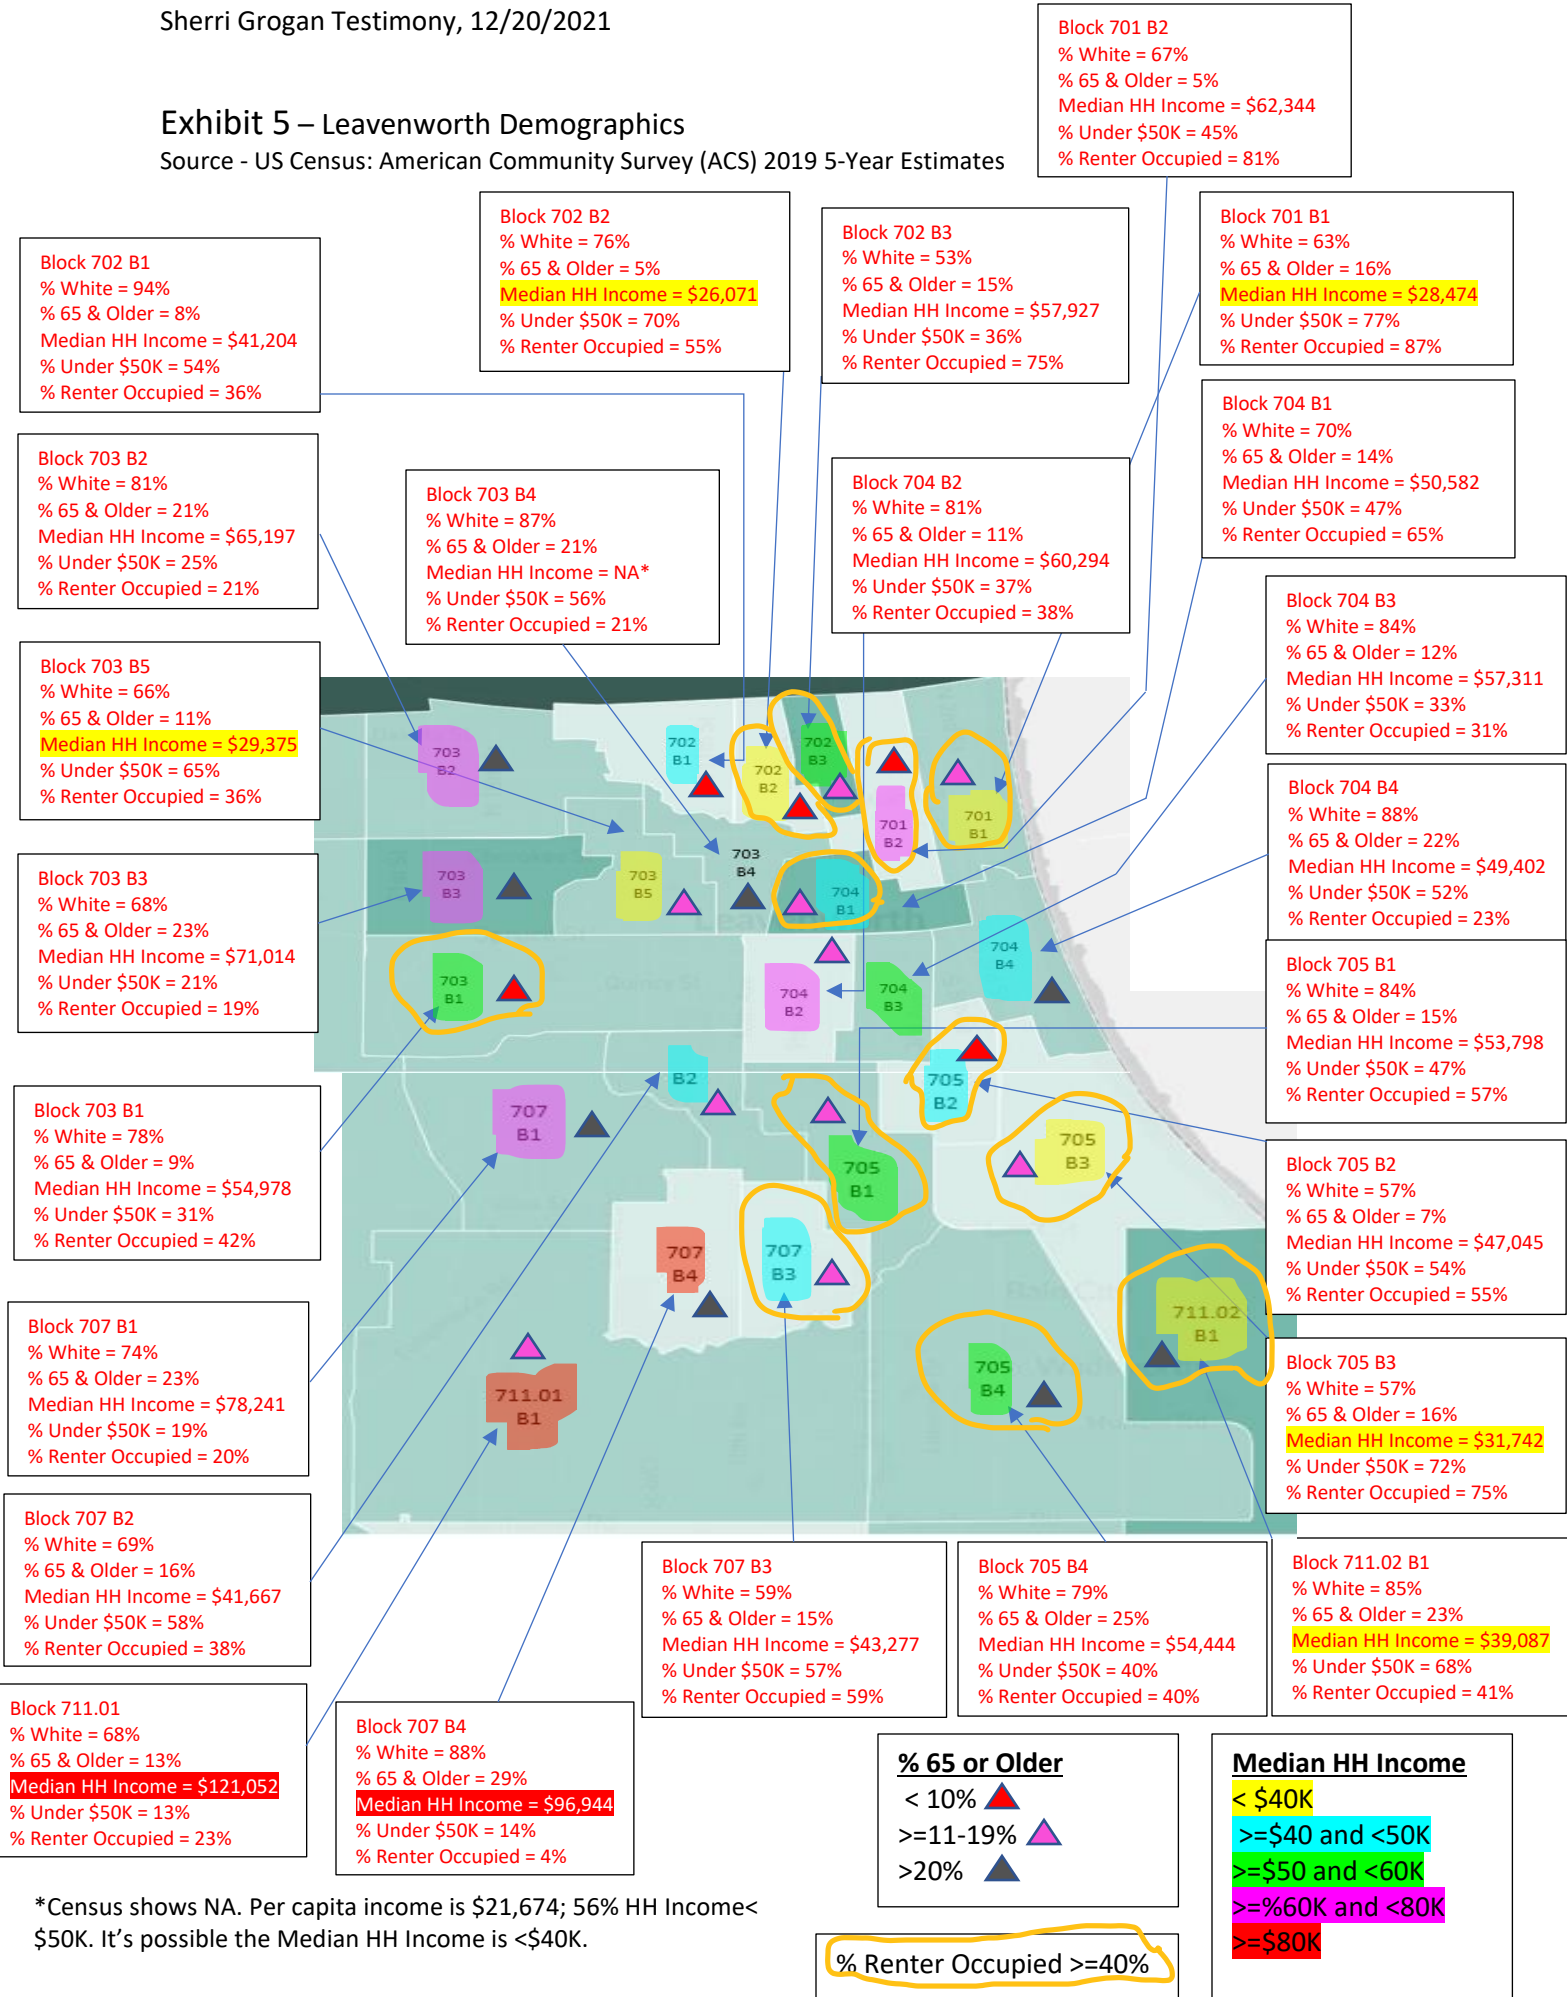 Sherri Grogan Testimony, 12/20/2021
Exhibit 5 – Leavenworth Demographics
Source - US Census: American Community Survey (ACS) 2019 5-Year Estimates
Block 701 B2
% White = 67%
% 65 & Older = 5%
Median HH Income = $62,344
% Under $50K = 45%
% Renter Occupied = 81%
Block 702 B1
% White = 94%
% 65 & Older = 8%
Median HH Income = $41,204
% Under $50K = 54%
% Renter Occupied = 36%
Block 702 B2
% White = 76%
% 65 & Older = 5%
Median HH Income = $26,071
% Under $50K = 70%
% Renter Occupied = 55%
Block 702 B3
% White = 53%
% 65 & Older = 15%
Median HH Income = $57,927
% Under $50K = 36%
% Renter Occupied = 75%
Block 701 B1
% White = 63%
% 65 & Older = 16%
Median HH Income = $28,474
% Under $50K = 77%
% Renter Occupied = 87%
Block 704 B1
% White = 70%
% 65 & Older = 14%
Median HH Income = $50,582
% Under $50K = 47%
% Renter Occupied = 65%
Block 703 B2
% White = 81%
% 65 & Older = 21%
Median HH Income = $65,197
% Under $50K = 25%
% Renter Occupied = 21%
Block 703 B4
% White = 87%
% 65 & Older = 21%
Median HH Income = NA*
% Under $50K = 56%
% Renter Occupied = 21%
Block 704 B2
% White = 81%
% 65 & Older = 11%
Median HH Income = $60,294
% Under $50K = 37%
% Renter Occupied = 38%
Block 704 B3
% White = 84%
% 65 & Older = 12%
Median HH Income = $57,311
% Under $50K = 33%
% Renter Occupied = 31%
Block 703 B5
% White = 66%
% 65 & Older = 11%
Median HH Income = $29,375
% Under $50K = 65%
% Renter Occupied = 36%
Block 704 B4
% White = 88%
% 65 & Older = 22%
Median HH Income = $49,402
% Under $50K = 52%
% Renter Occupied = 23%
Block 703 B3
% White = 68%
% 65 & Older = 23%
Median HH Income = $71,014
% Under $50K = 21%
% Renter Occupied = 19%
Block 705 B1
% White = 84%
% 65 & Older = 15%
Median HH Income = $53,798
% Under $50K = 47%
% Renter Occupied = 57%
Block 703 B1
% White = 78%
% 65 & Older = 9%
Median HH Income = $54,978
% Under $50K = 31%
% Renter Occupied = 42%
Block 705 B2
% White = 57%
% 65 & Older = 7%
Median HH Income = $47,045
% Under $50K = 54%
% Renter Occupied = 55%
Block 707 B1
% White = 74%
% 65 & Older = 23%
Median HH Income = $78,241
% Under $50K = 19%
% Renter Occupied = 20%
Block 705 B3
% White = 57%
% 65 & Older = 16%
Median HH Income = $31,742
% Under $50K = 72%
% Renter Occupied = 75%
703
B2
702
B1
702
B2
702
B3
701
B2
701
B1
703
B3
703
B5
703
B4
704
B1
Leavenworth
703
B1
Quincy St
704
B2
704
B3
704
B4
707
B1
B2
705
B1
705
B2
705
B3
707
B4
707
B3
711.01
B1
705
B4
711.02
B1
Block 707 B2
% White = 69%
% 65 & Older = 16%
Median HH Income = $41,667
% Under $50K = 58%
% Renter Occupied = 38%
Block 707 B3
% White = 59%
% 65 & Older = 15%
Median HH Income = $43,277
% Under $50K = 57%
% Renter Occupied = 59%
Block 705 B4
% White = 79%
% 65 & Older = 25%
Median HH Income = $54,444
% Under $50K = 40%
% Renter Occupied = 40%
Block 711.02 B1
% White = 85%
% 65 & Older = 23%
Median HH Income = $39,087
% Under $50K = 68%
% Renter Occupied = 41%
Block 711.01
% White = 68%
% 65 & Older = 13%
Median HH Income = $121,052
% Under $50K = 13%
% Renter Occupied = 23%
Block 707 B4
% White = 88%
% 65 & Older = 29%
Median HH Income = $96,944
% Under $50K = 14%
% Renter Occupied = 4%
% 65 or Older
< 10%
>=11-19%
>20%
Median HH Income
< $40K
>=$40 and <50K
>=$50 and <60K
>=%60K and <80K
>=$80K
*Census shows NA. Per capita income is $21,674; 56% HH Income<
$50K. It's possible the Median HH Income is <$40K.
% Renter Occupied >=40%